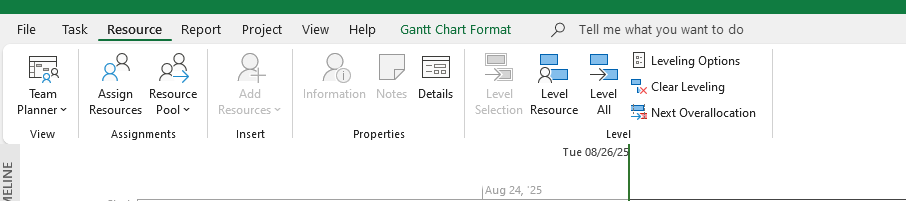 File Task Resource Report Project View Help Gantt Chart Format Tell me what you want to do
Team Planner
Assign Resources
Resource Pool
Add Resources
Information
Notes
Details
Level Selection
Level Resource
Level All
Leveling Options
Clear Leveling
Next Overallocation
View
Assignments
Insert
Properties
Level
Tue 08/26/25
Aug 24, '25